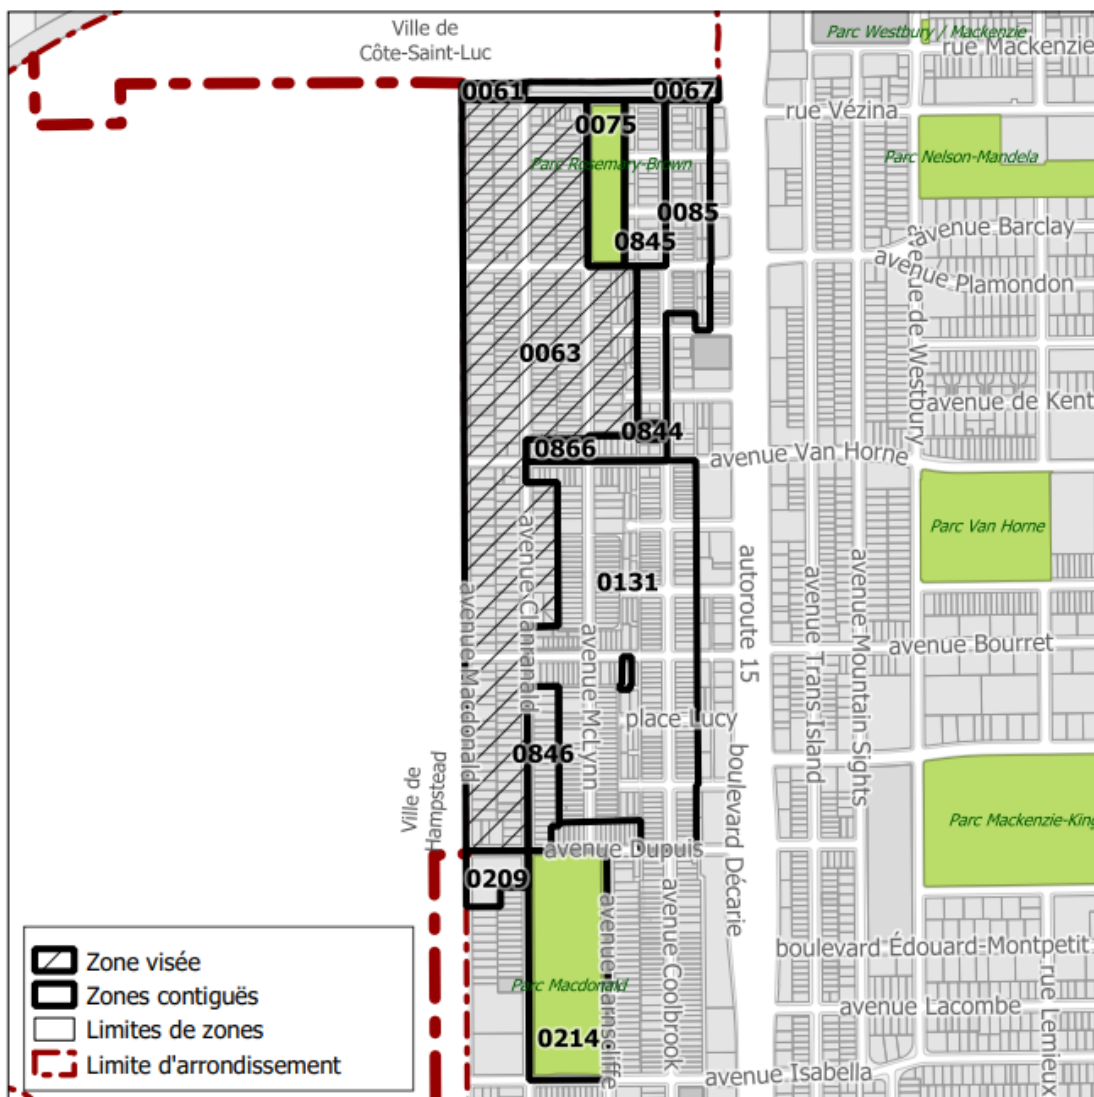 Ville de
Côte-Saint-Luc
Parc Westbury / Mackenzie
rue Mackenzie
0061
0067
rue Vézina
0075
Parc Rosemary-Brown
Parc Nelson-Mandela
0085
0845
avenue Barclay
avenue Plamondon
avenue de Westbury
0063
avenue de Kent
0844
0866
avenue Van Horne
Parc Van Horne
avenue Clanranald
0131
autoroute 15
avenue Macdonald
avenue McLynn
avenue Trans Island
avenue Mountain Sights
avenue Bourret
place Lucy
0846
Ville de
Hampstead
boulevard Décarie
Parc Mackenzie-King
avenue Dupuis
0209
avenue Earnscliffe
avenue Coolbrook
boulevard Édouard-Montpetit
rue Lemieux
Parc Macdonald
avenue Lacombe
0214
avenue Isabella
Zone visée
Zones contiguës
Limites de zones
Limite d'arrondissement